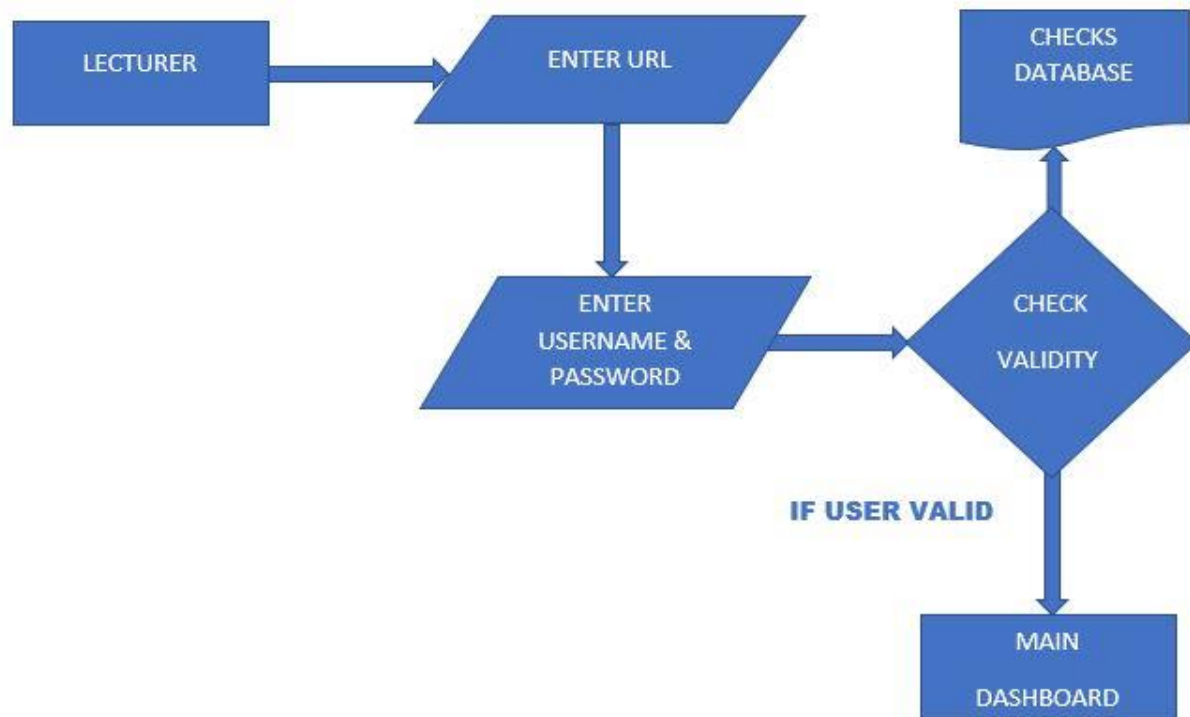 LECTURER
ENTER URL
CHECKS
DATABASE
ENTER
USERNAME &
PASSWORD
CHECK
VALIDITY
IF USER VALID
MAIN
DASHBOARD